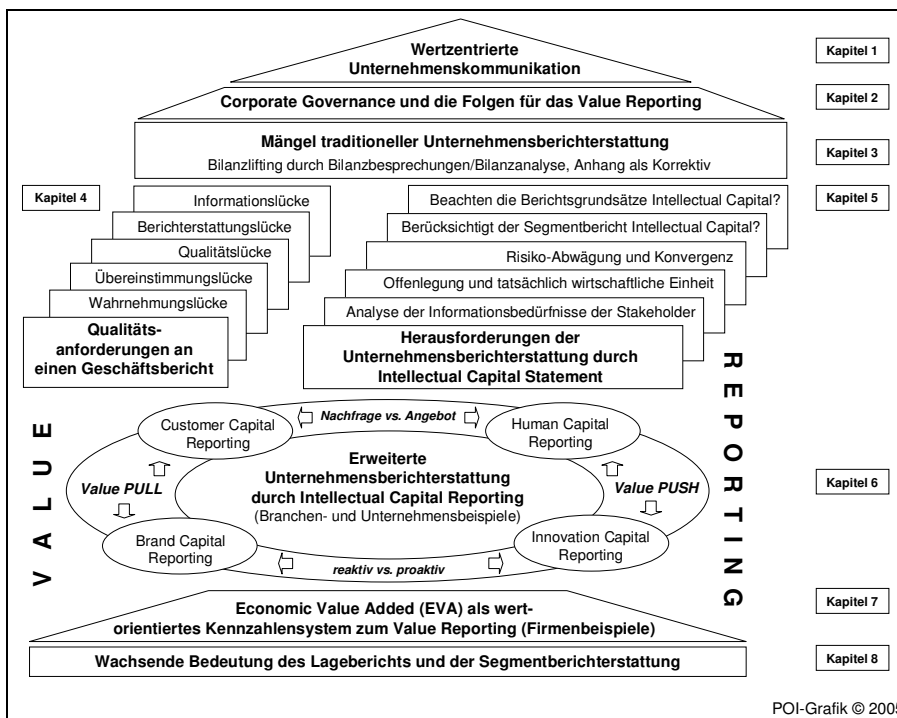 Wertzentrierte
Unternehmenskommunikation
Kapitel 1
Corporate Governance und die Folgen für das Value Reporting
Kapitel 2
Mängel traditioneller Unternehmensberichterstattung
Bilanzlifting durch Bilanzbesprechungen/Bilanzanalyse, Anhang als Korrektiv
Kapitel 3
Kapitel 4
Informationslücke
Berichterstattungslücke
Qualitätslücke
Übereinstimmungslücke
Wahrnehmungslücke
Qualitäts-
anforderungen an
einen Geschäftsbericht
Beachten die Berichtsgrundsätze Intellectual Capital?
Kapitel 5
Berücksichtigt der Segmentbericht Intellectual Capital?
Risiko-Abwägung und Konvergenz
Offenlegung und tatsächlich wirtschaftliche Einheit
Analyse der Informationsbedürfnisse der Stakeholder
Herausforderungen der
Unternehmensberichterstattung durch
Intellectual Capital Statement
VALUE
REPORTING
Customer Capital
Reporting
Nachfrage vs. Angebot
Human Capital
Reporting
Value PULL
Erweiterte
Unternehmensberichterstattung
durch Intellectual Capital Reporting
(Branchen- und Unternehmensbeispiele)
Value PUSH
Kapitel 6
Brand Capital
Reporting
reaktiv vs. proaktiv
Innovation Capital
Reporting
Economic Value Added (EVA) als wert-
orientiertes Kennzahlensystem zum Value Reporting (Firmenbeispiele)
Kapitel 7
Wachsende Bedeutung des Lageberichts und der Segmentberichterstattung
Kapitel 8
POI-Grafik © 2005